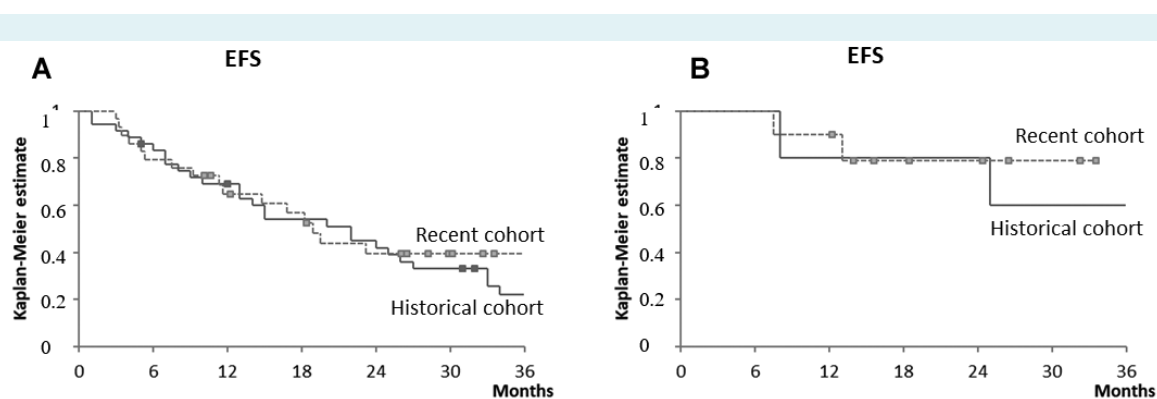 A
EFS
Kaplan-Meier estimate
1
0.8
0.6
0.4
0.2
0
Recent cohort
Historical cohort
0 6 12 18 24 30 36
Months
B
EFS
Kaplan-Meier estimate
1
0.8
0.6
0.4
0.2
0
Recent cohort
Historical cohort
0 6 12 18 24 30 36
Months